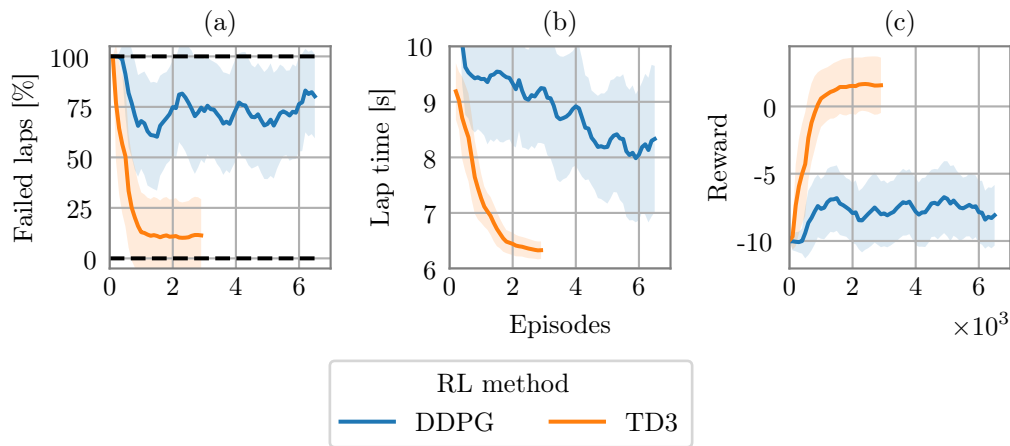 (a) (b) (c)
Failed laps [%]
100
75
50
25
0
0 2 4 6
Lap time [s]
10
9
8
7
6
0 2 4 6
Reward
0
-5
-10
0 2 4 6
Episodes
×10³
RL method
DDPG TD3